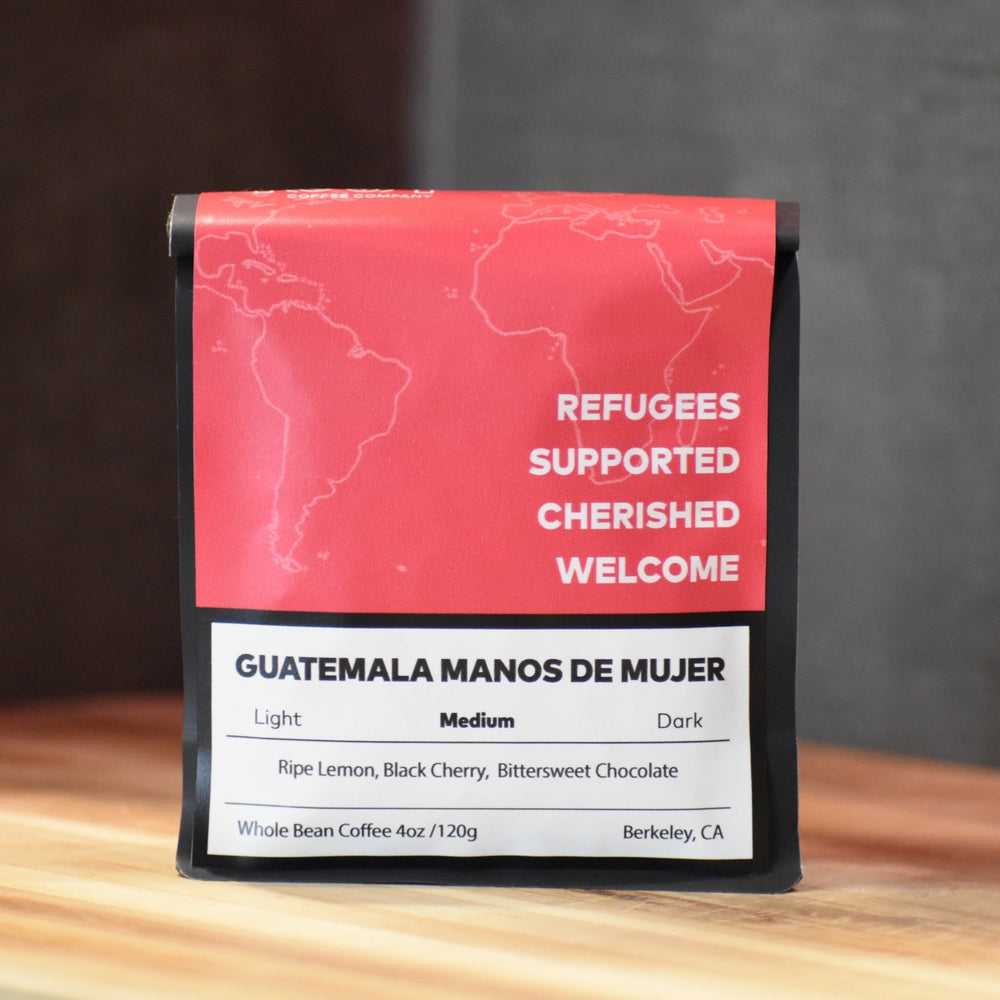 COFFEE COMPANY
REFUGEES
SUPPORTED
CHERISHED
WELCOME
GUATEMALA MANOS DE MUJER
Light Medium Dark
Ripe Lemon, Black Cherry, Bittersweet Chocolate
Whole Bean Coffee 4oz /120g Berkeley, CA